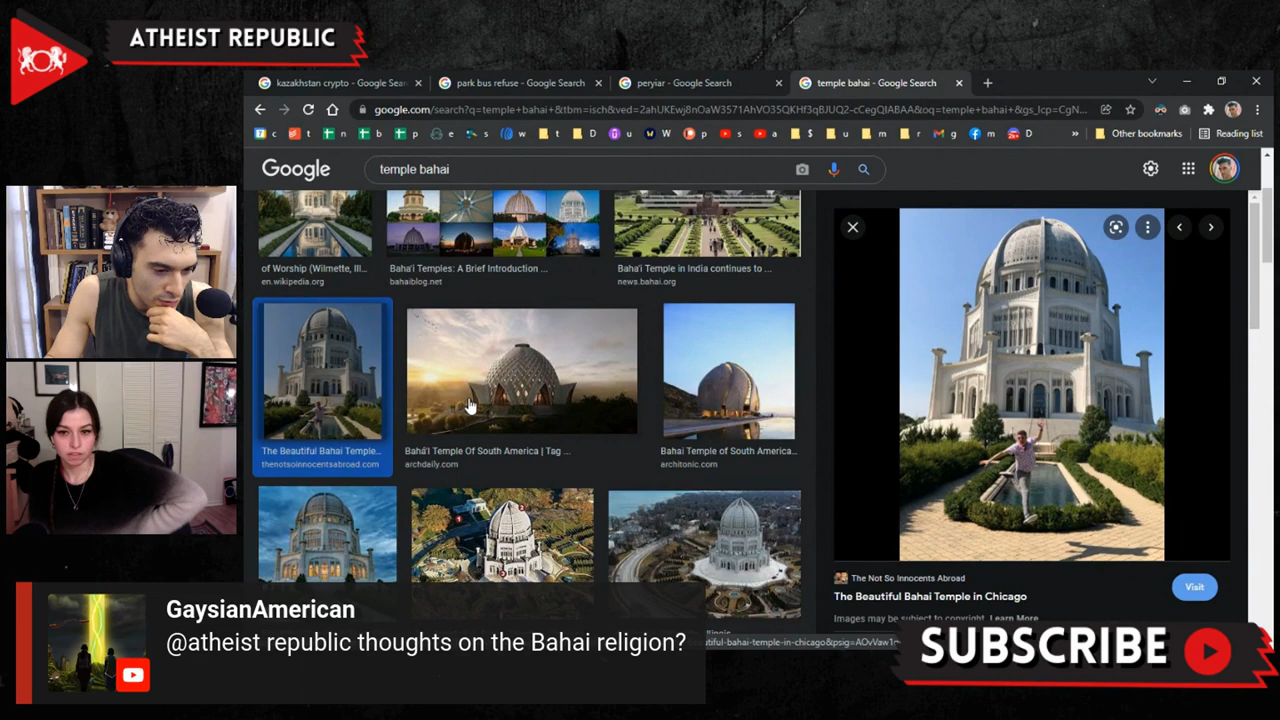 ATHEIST REPUBLIC
kazakhstan crypto - Google Sear
park bus refuse - Google Search
peryiar - Google Search
temple bahai - Google Search
google.com/search?q=temple+bahai+&tbm=isch&ved=2ahUKEwj8nOaW3571AhVO35QKHf3qBJUQ2-cCegQIABAA&oq=temple+bahai+&gs_lcp=CgN...
c
t
n
b
p
e
s
w
t
D
u
W
p
s
a
$
u
m
r
g
m
D
»
Other bookmarks
Reading list
Google
temple bahai
of Worship (Wilmette, Ill...
en.wikipedia.org
Baha'i Temples: A Brief Introduction ...
bahaiblog.net
Baha'i Temple in India continues to ...
news.bahai.org
The Beautiful Bahai Temple...
thenotsoinnocentsabroad.com
Bahá'í Temple Of South America | Tag ...
archdaily.com
Bahai Temple of South America...
architonic.com
The Not So Innocents Abroad
The Beautiful Bahai Temple in Chicago
Visit
Images may be subject to copyright. Learn More
GaysianAmerican
@atheist republic thoughts on the Bahai religion?
SUBSCRIBE